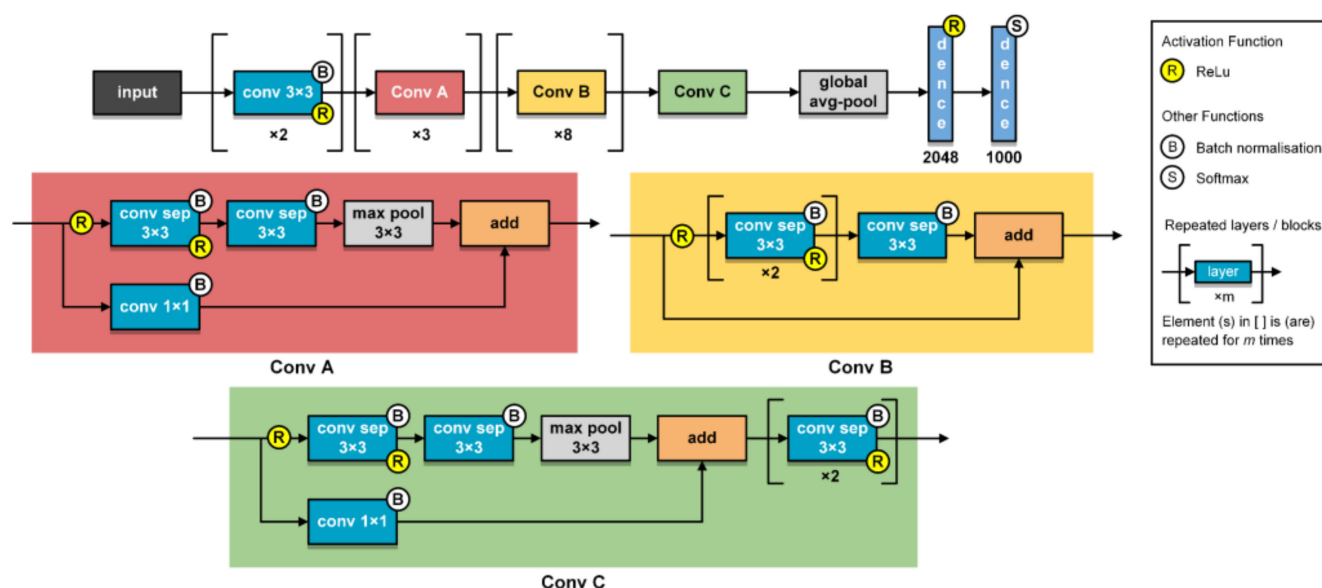 input
conv 3×3
B
R
×2
Conv A
×3
Conv B
×8
Conv C
global
avg-pool
dence
R
2048
dence
S
1000
R
conv sep
3×3
B
R
conv sep
3×3
B
max pool
3×3
add
conv 1×1
B
Conv A
R
conv sep
3×3
B
R
×2
conv sep
3×3
B
add
Conv B
R
conv sep
3×3
B
R
conv sep
3×3
B
max pool
3×3
add
conv sep
3×3
B
R
×2
conv 1×1
B
Conv C
Activation Function
R ReLu
Other Functions
B Batch normalisation
S Softmax
Repeated layers / blocks
layer
×m
Element (s) in [ ] is (are)
repeated for m times